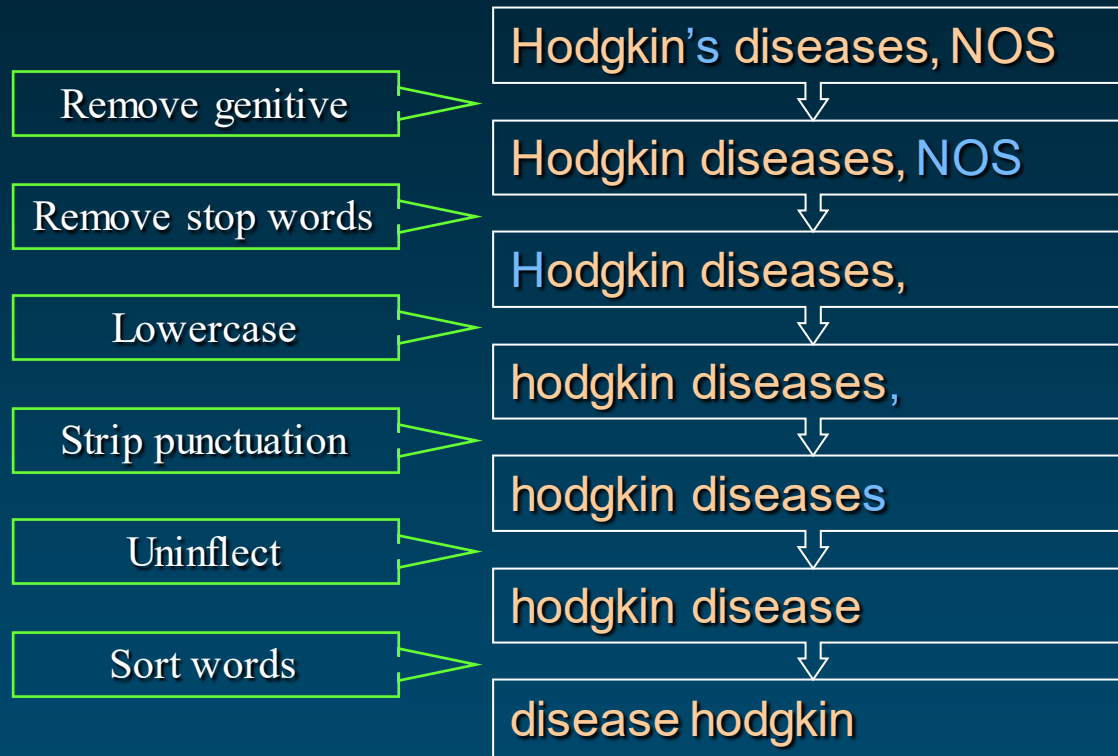 Hodgkin’s diseases, NOS
Remove genitive
Hodgkin diseases, NOS
Remove stop words
Hodgkin diseases,
Lowercase
hodgkin diseases,
Strip punctuation
hodgkin diseases
Uninflect
hodgkin disease
Sort words
disease hodgkin